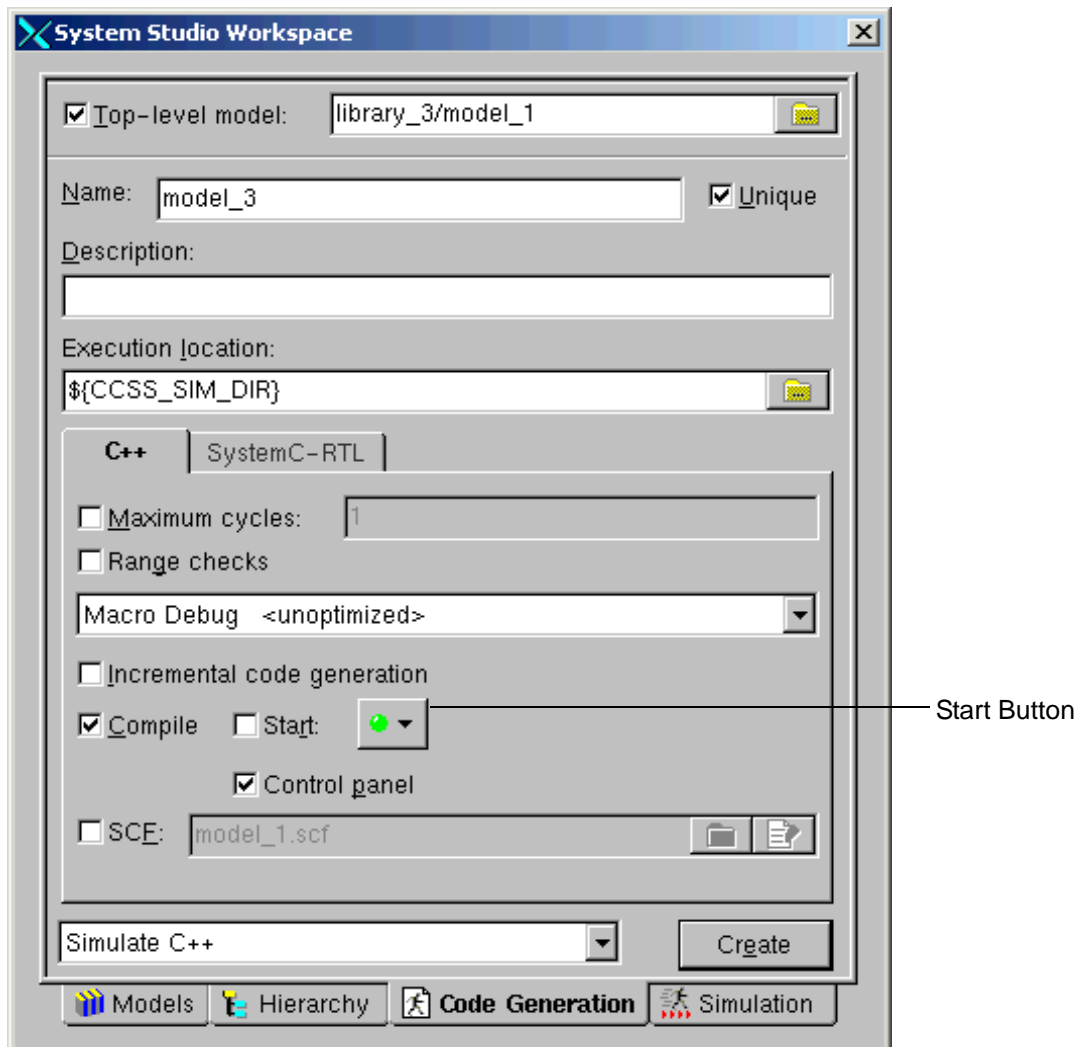 System Studio Workspace
Top-level model: library_3/model_1
Name: model_3 Unique
Description:
Execution location:
${CCSS_SIM_DIR}
C++ SystemC-RTL
Maximum cycles: 1
Range checks
Macro Debug <unoptimized>
Incremental code generation
Compile Start: Start Button
Control panel
SCF: model_1.scf
Simulate C++ Create
Models Hierarchy Code Generation Simulation